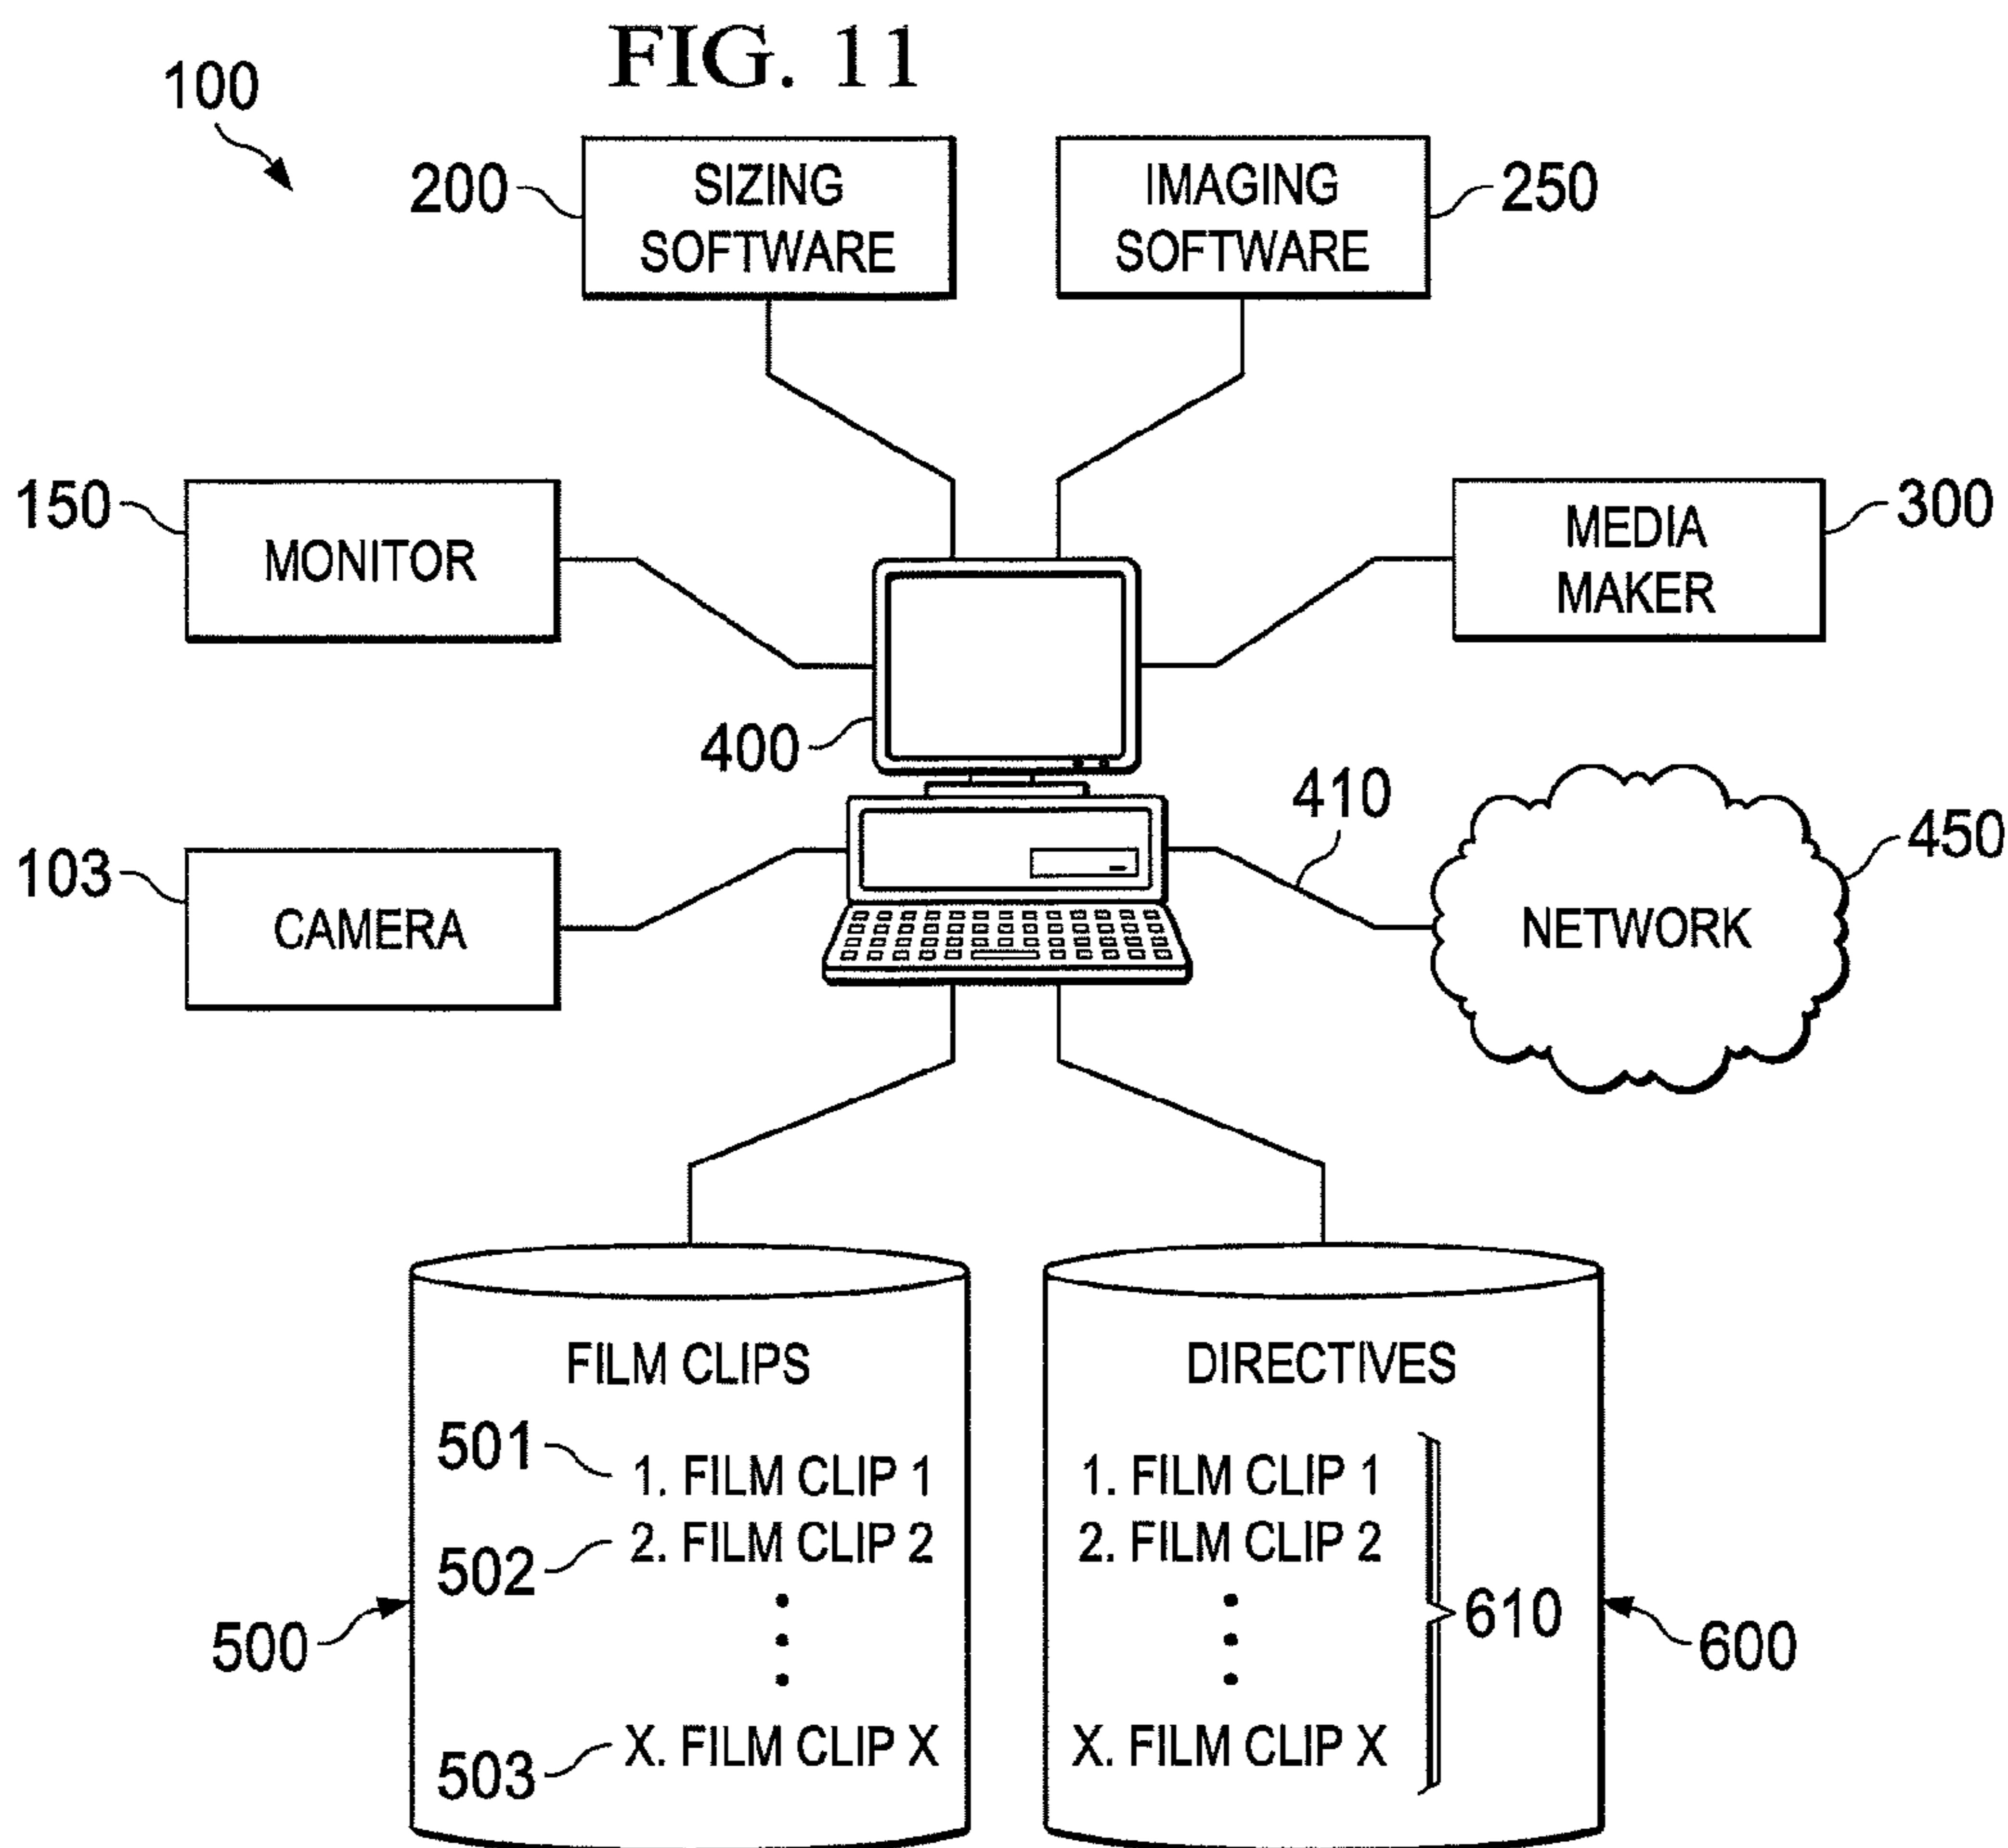 FIG. 11
100
200
SIZING
SOFTWARE
IMAGING
SOFTWARE
250
150
MONITOR
MEDIA
MAKER
300
400
410
450
103
CAMERA
NETWORK
FILM CLIPS
501
1. FILM CLIP 1
502
2. FILM CLIP 2
500
503
X. FILM CLIP X
DIRECTIVES
1. FILM CLIP 1
2. FILM CLIP 2
610
600
X. FILM CLIP X